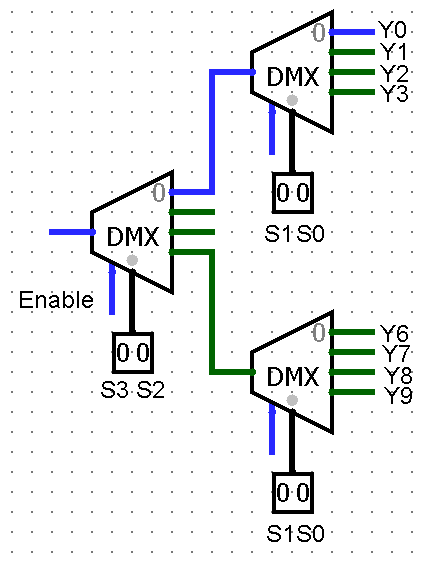 0 Y0
Y1
DMX Y2
Y3
0 0
S1 S0
0
DMX
Enable
0 0
S3 S2
0 Y6
Y7
DMX Y8
Y9
0 0
S1S0